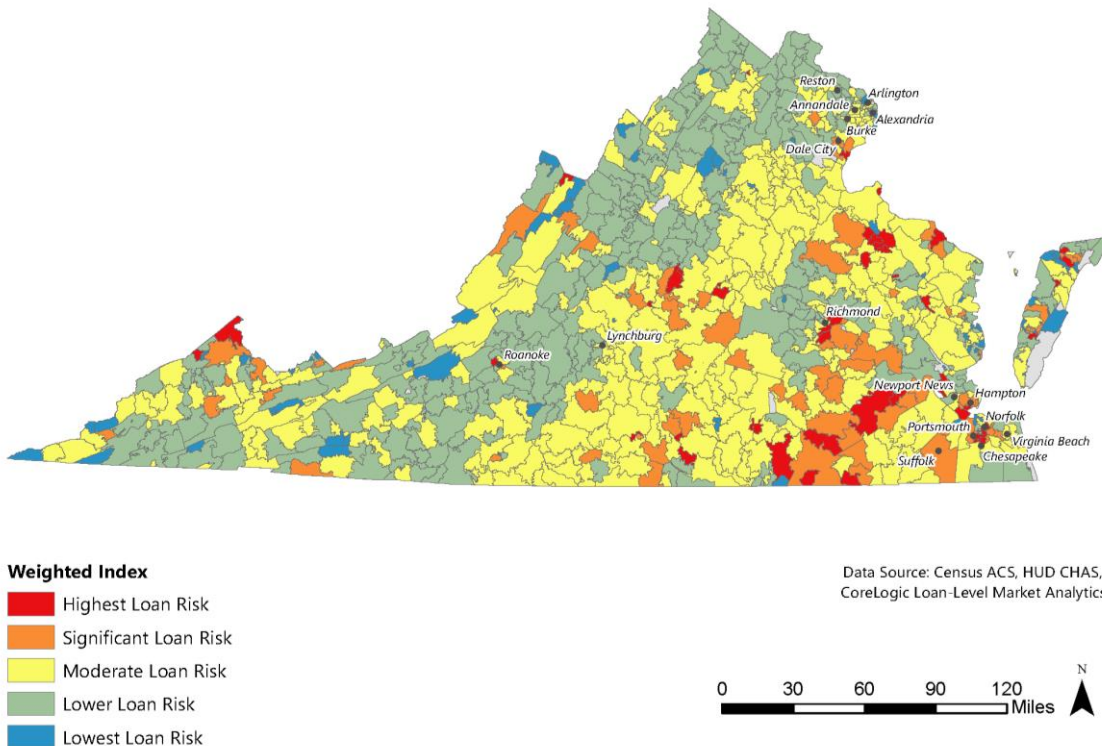 Reston
Arlington
Annandale
Alexandria
Burke
Dale City
Richmond
Lynchburg
Roanoke
Newport News
Hampton
Norfolk
Portsmouth
Virginia Beach
Suffolk
Chesapeake
Weighted Index
Highest Loan Risk
Significant Loan Risk
Moderate Loan Risk
Lower Loan Risk
Lowest Loan Risk
Data Source: Census ACS, HUD CHAS,
CoreLogic Loan-Level Market Analytics
N
0 30 60 90 120
Miles